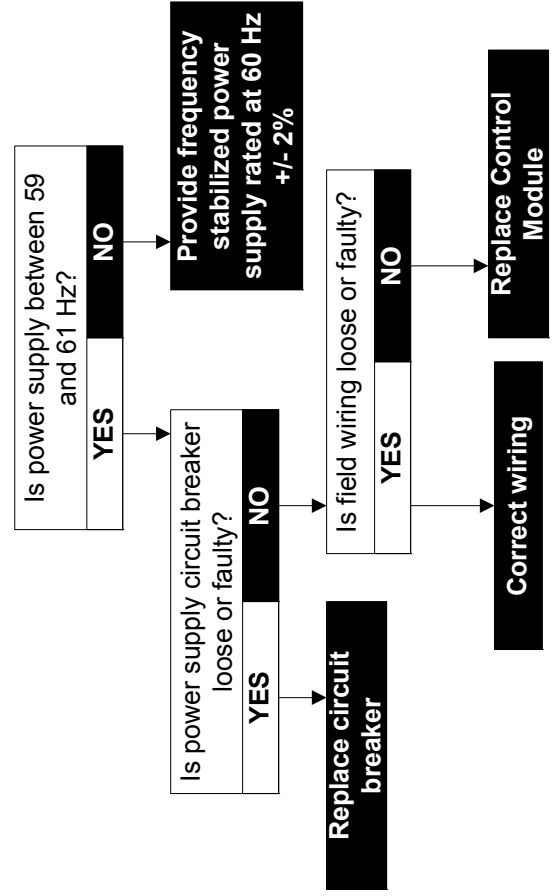 Is power supply between 59
and 61 Hz?
YES
NO
Provide frequency
stabilized power
supply rated at 60 Hz
+/- 2%
Is power supply circuit breaker
loose or faulty?
YES
NO
Replace circuit
breaker
Is field wiring loose or faulty?
YES
NO
Correct wiring
Replace Control
Module